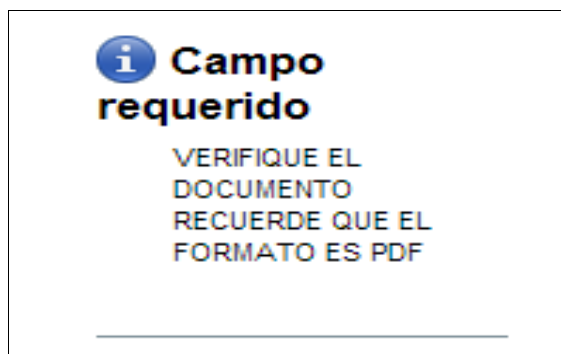 Campo
requerido
VERIFIQUE EL
DOCUMENTO
RECUERDE QUE EL
FORMATO ES PDF